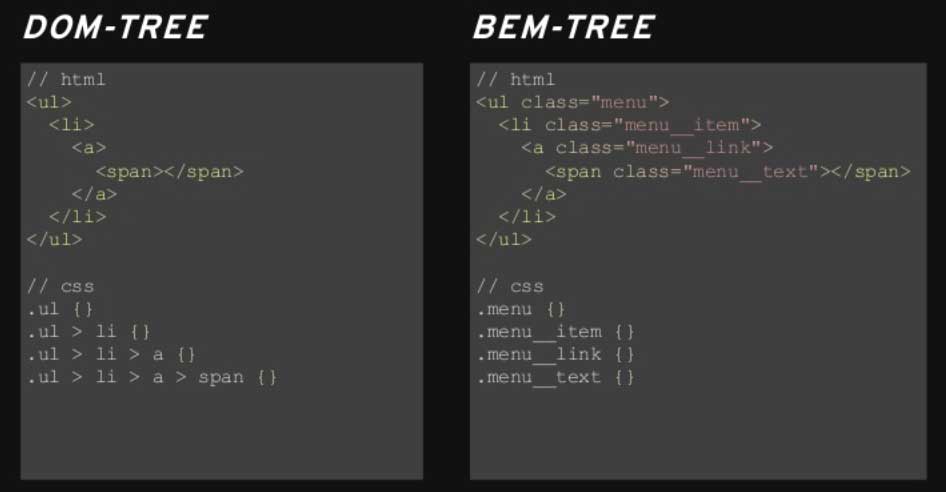 DOM-TREE
// html
<ul>
  <li>
    <a>
      <span></span>
    </a>
  </li>
</ul>
// css
.ul {}
.ul > li {}
.ul > li > a {}
.ul > li > a > span {}
BEM-TREE
// html
<ul class="menu">
  <li class="menu__item">
    <a class="menu__link">
      <span class="menu__text"></span>
    </a>
  </li>
</ul>
// css
.menu {}
.menu__item {}
.menu__link {}
.menu__text {}